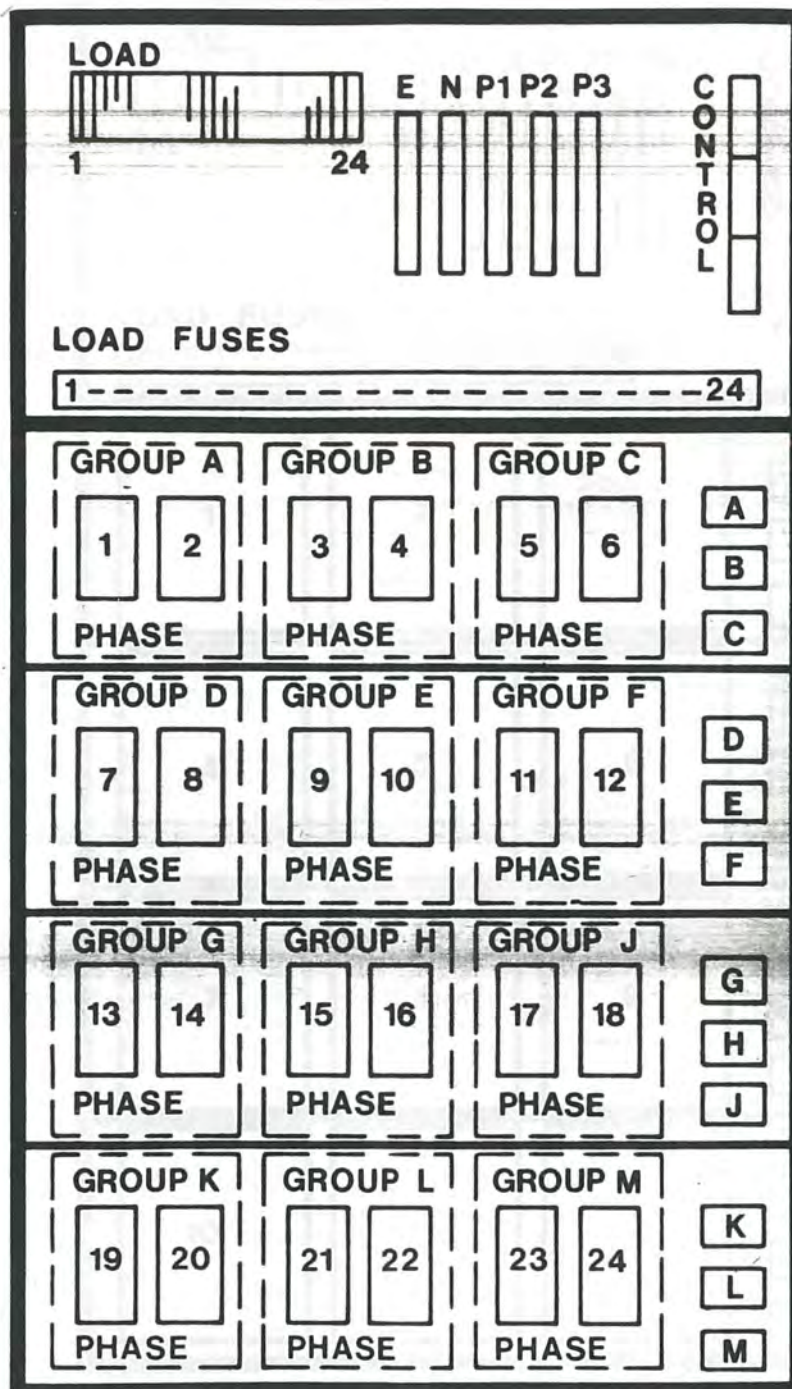 LOAD
1 24
E N P1 P2 P3
CONTROL
LOAD FUSES
1 24
GROUP A GROUP B GROUP C
1 2 3 4 5 6
PHASE PHASE PHASE
A
B
C
GROUP D GROUP E GROUP F
7 8 9 10 11 12
PHASE PHASE PHASE
D
E
F
GROUP G GROUP H GROUP J
13 14 15 16 17 18
PHASE PHASE PHASE
G
H
J
GROUP K GROUP L GROUP M
19 20 21 22 23 24
PHASE PHASE PHASE
K
L
M